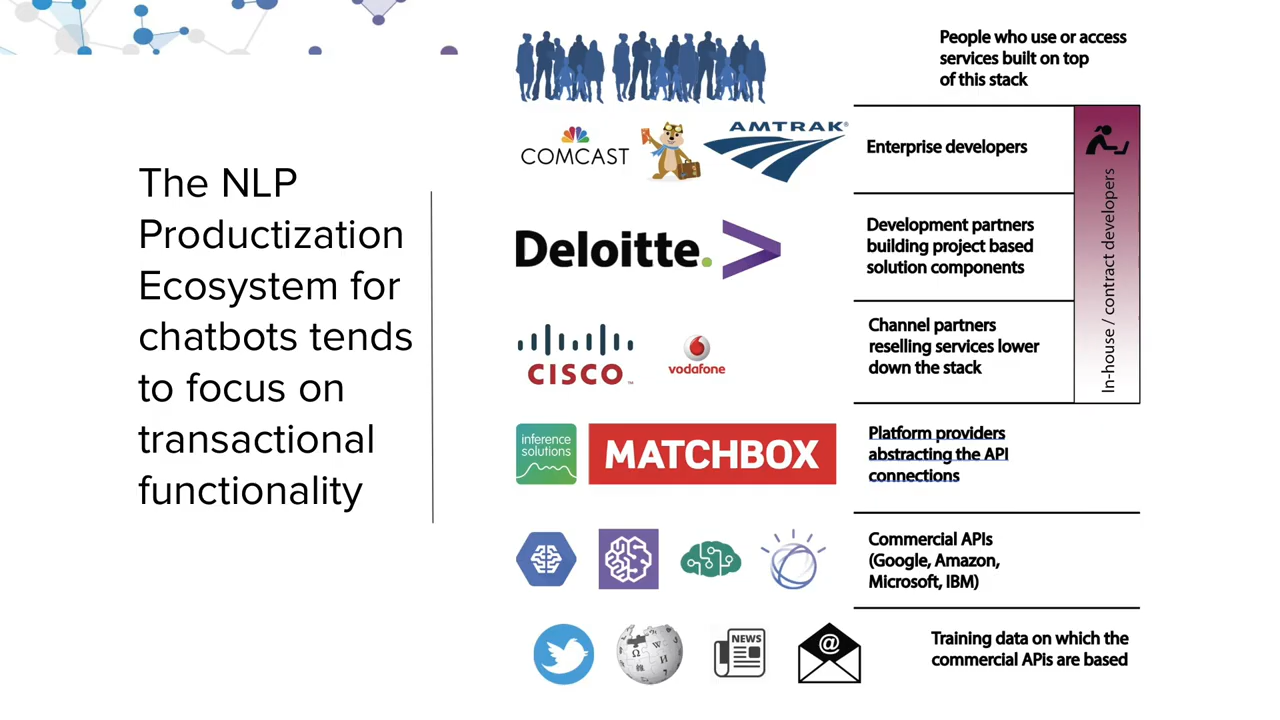 The NLP
Productization
Ecosystem for
chatbots tends
to focus on
transactional
functionality
People who use or access
services built on top
of this stack
COMCAST
AMTRAK®
Enterprise developers
Deloitte.
Development partners
building project based
solution components
CISCO™
vodafone
Channel partners
reselling services lower
down the stack
In-house / contract developers
inference
solutions
MATCHBOX
Platform providers
abstracting the API
connections
Commercial APIs
(Google, Amazon,
Microsoft, IBM)
Ω W
И
NEWS
@
Training data on which the
commercial APIs are based